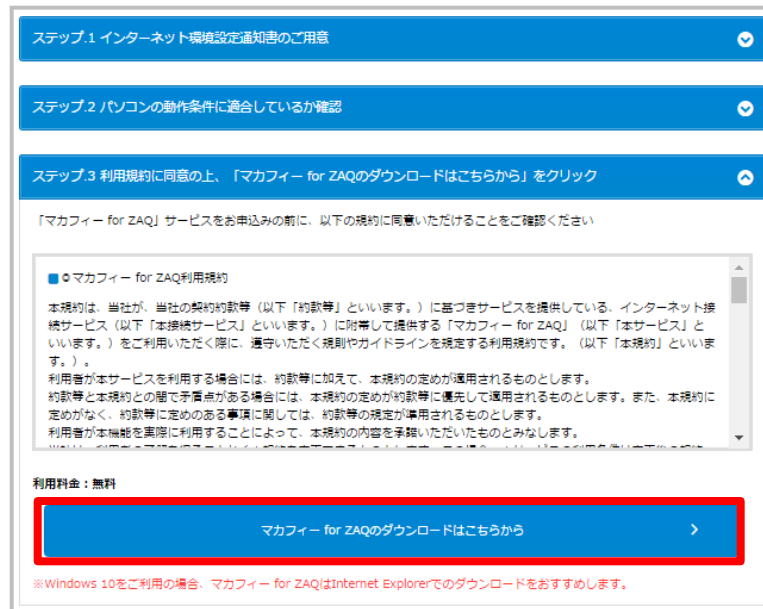 ステップ.1 インターネット環境設定通知書のご用意
ステップ.2 パソコンの動作条件に適合しているか確認
ステップ.3 利用規約に同意の上、「マカフィー for ZAQのダウンロードはこちらから」をクリック
「マカフィー for ZAQ」サービスをお申込みの前に、以下の規約に同意いただけることをご確認ください
マカフィー for ZAQ利用規約
本規約は、当社が、当社の契約約款等（以下「約款等」といいます。）に基づきサービスを提供している、インターネット接
続サービス（以下「本接続サービス」といいます。）に附帯して提供する「マカフィー for ZAQ」（以下「本サービス」と
いいます。）をご利用いただく際に、遵守いただく規則やガイドラインを規定する利用規約です。（以下「本規約」といいま
す。）。
利用者が本サービスを利用する場合には、約款等に加えて、本規約の定めが適用されるものとします。
約款等と本規約との間で矛盾点がある場合には、本規約の定めが約款等に優先して適用されるものとします。また、本規約に
定めがなく、約款等に定めのある事項に関しては、約款等の規定が準用されるものとします。
利用者が本機能を実際に利用することによって、本規約の内容を承諾いただいたものとみなします。
利用料金：無料
マカフィー for ZAQのダウンロードはこちらから
※Windows 10をご利用の場合、マカフィー for ZAQはInternet Explorerでのダウンロードをおすすめします。